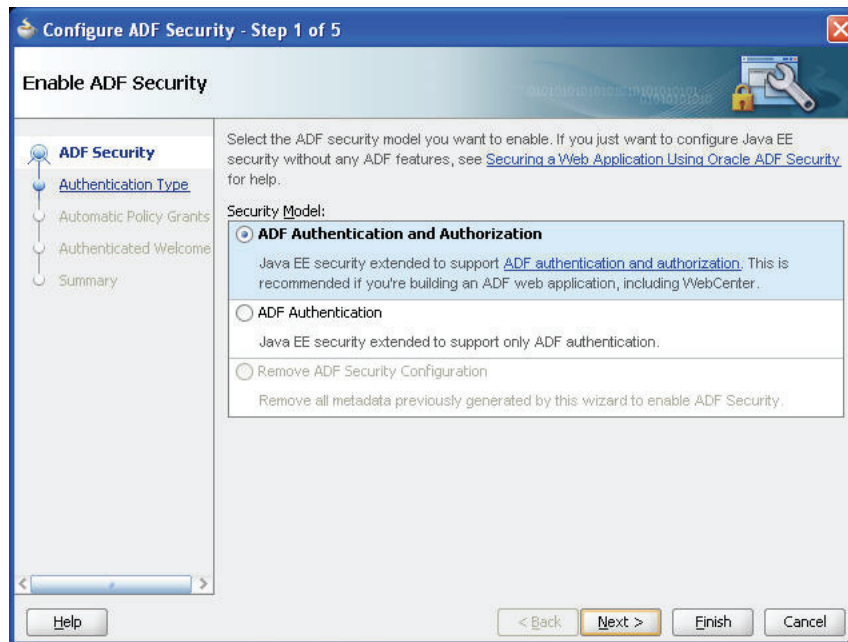 Configure ADF Security - Step 1 of 5
Enable ADF Security
ADF Security
Authentication Type
Automatic Policy Grants
Authenticated Welcome
Summary
Select the ADF security model you want to enable. If you just want to configure Java EE
security without any ADF features, see Securing a Web Application Using Oracle ADF Security
for help.
Security Model:
ADF Authentication and Authorization
Java EE security extended to support ADF authentication and authorization. This is
recommended if you're building an ADF web application, including WebCenter.
ADF Authentication
Java EE security extended to support only ADF authentication.
Remove ADF Security Configuration
Remove all metadata previously generated by this wizard to enable ADF Security.
Help
< Back
Next >
Finish
Cancel